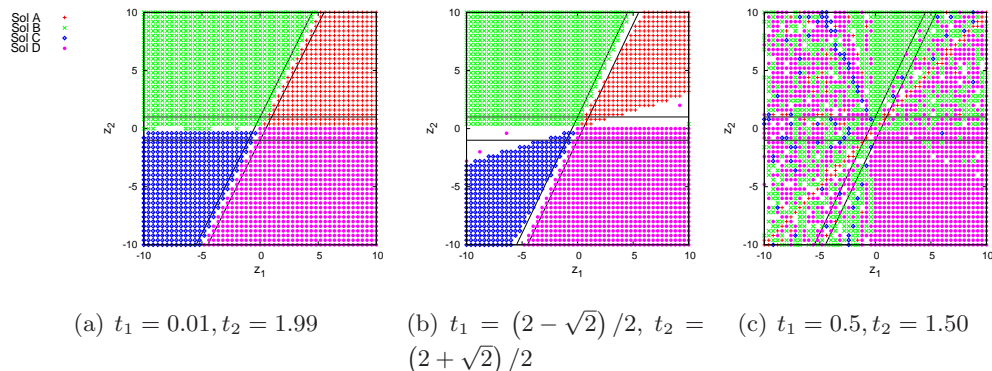 Sol A
Sol B
Sol C
Sol D
10
5
0
-5
-10
z2
-10 -5 0 5 10
z1
10
5
0
-5
-10
z2
-10 -5 0 5 10
z1
10
5
0
-5
-10
z2
-10 -5 0 5 10
z1
(a) t1 = 0.01, t2 = 1.99
(b) t1 = (2 − √2) /2, t2 =
(2 + √2) /2
(c) t1 = 0.5, t2 = 1.50